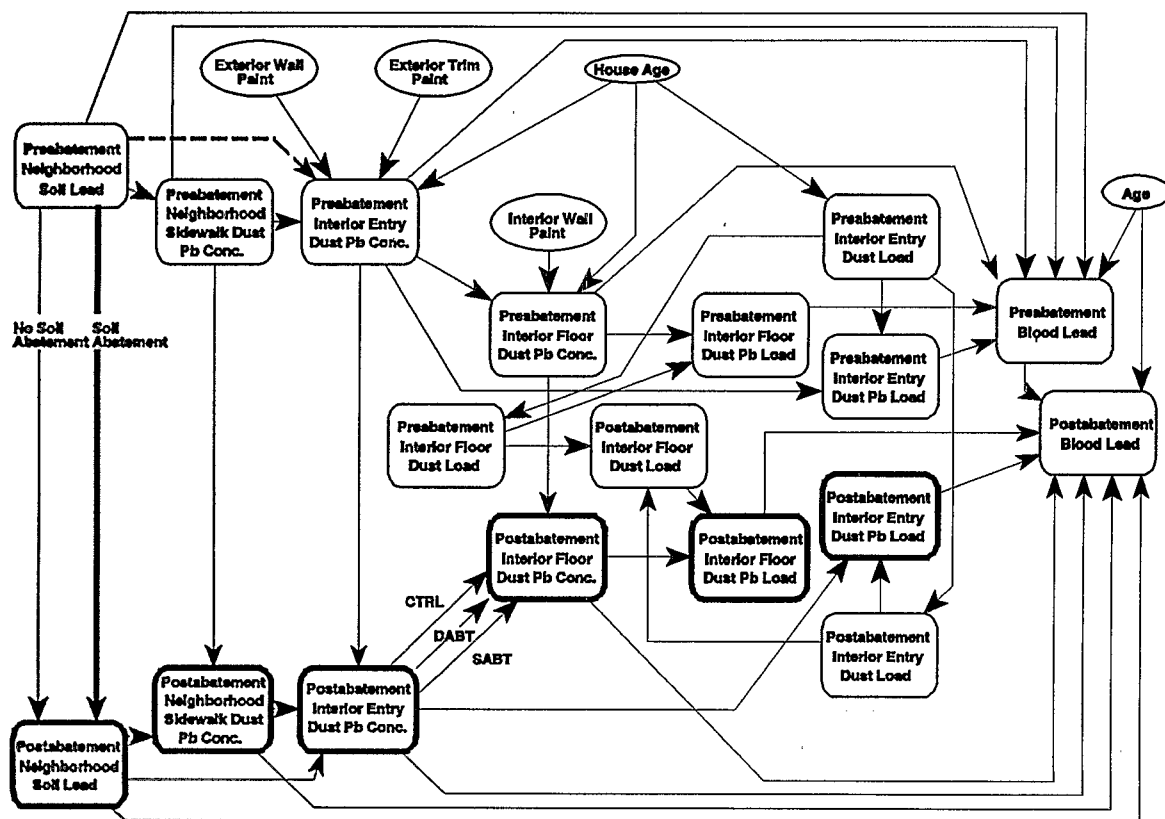 Exterior Wall
Paint
Exterior Trim
Paint
House Age
Preabatement
Neighborhood
Soil Lead
Preabatement
Neighborhood
Sidewalk Dust
Pb Conc.
Preabatement
Interior Entry
Dust Pb Conc.
Interior Wall
Paint
Preabatement
Interior Entry
Dust Load
Age
No Soil
Abatement
Soil
Abatement
Preabatement
Interior Floor
Dust Pb Conc.
Preabatement
Interior Floor
Dust Pb Load
Preabatement
Interior Entry
Dust Pb Load
Preabatement
Blood Lead
Preabatement
Interior Floor
Dust Load
Postabatement
Interior Floor
Dust Load
Postabatement
Blood Lead
Postabatement
Interior Floor
Dust Pb Conc.
Postabatement
Interior Floor
Dust Pb Load
Postabatement
Interior Entry
Dust Pb Load
CTRL
DABT
SABT
Postabatement
Interior Entry
Dust Load
Postabatement
Neighborhood
Sidewalk Dust
Pb Conc.
Postabatement
Interior Entry
Dust Pb Conc.
Postabatement
Neighborhood
Soil Lead